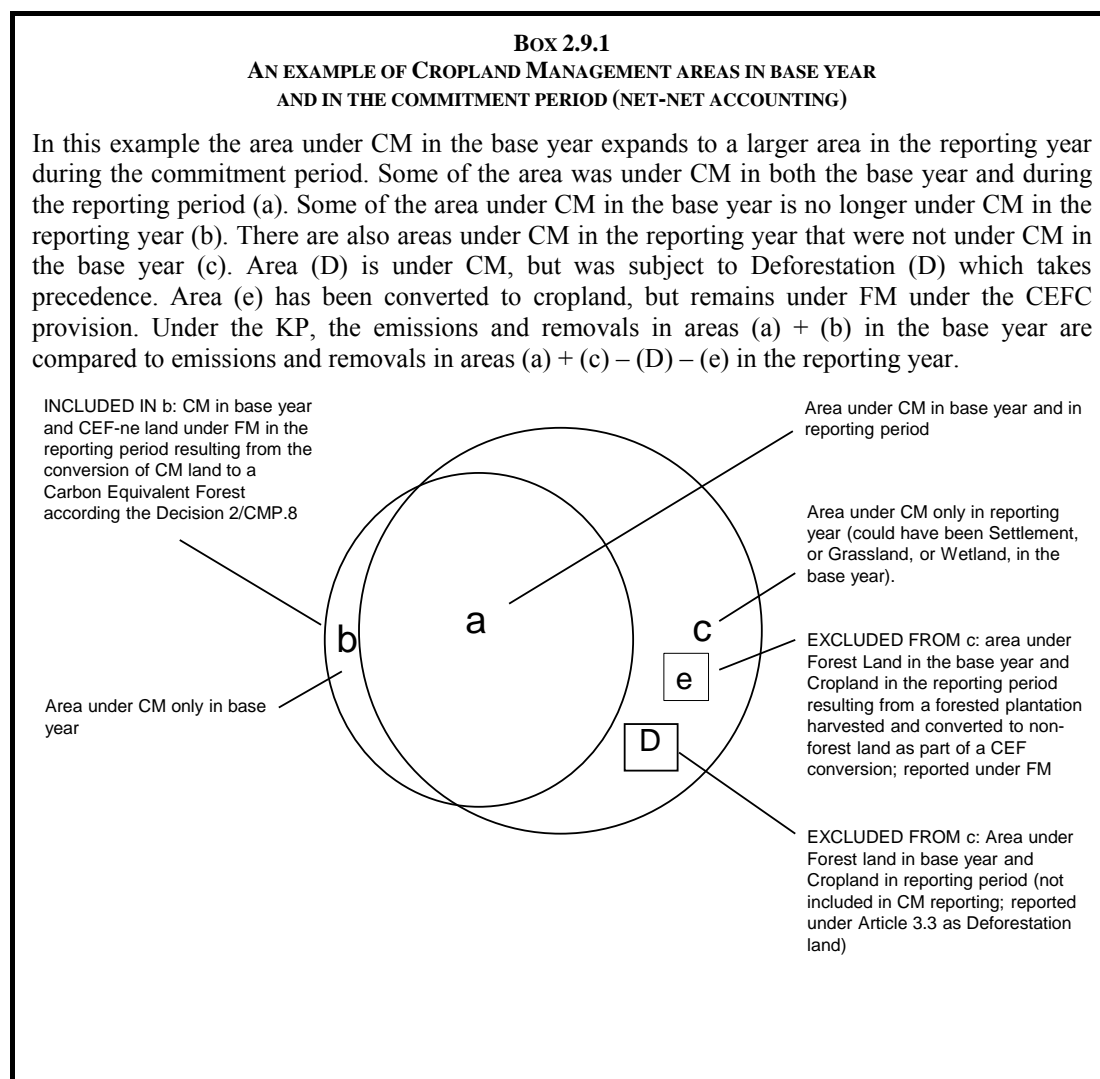 BOX 2.9.1
AN EXAMPLE OF CROPLAND MANAGEMENT AREAS IN BASE YEAR
AND IN THE COMMITMENT PERIOD (NET-NET ACCOUNTING)
In this example the area under CM in the base year expands to a larger area in the reporting year
during the commitment period. Some of the area was under CM in both the base year and during
the reporting period (a). Some of the area under CM in the base year is no longer under CM in the
reporting year (b). There are also areas under CM in the reporting year that were not under CM in
the base year (c). Area (D) is under CM, but was subject to Deforestation (D) which takes
precedence. Area (e) has been converted to cropland, but remains under FM under the CEFC
provision. Under the KP, the emissions and removals in areas (a) + (b) in the base year are
compared to emissions and removals in areas (a) + (c) – (D) – (e) in the reporting year.
INCLUDED IN b: CM in base year
and CEF-ne land under FM in the
reporting period resulting from the
conversion of CM land to a
Carbon Equivalent Forest
according the Decision 2/CMP.8
Area under CM only in base
year
b
a
c
e
D
Area under CM in base year and in
reporting period
Area under CM only in reporting
year (could have been Settlement,
or Grassland, or Wetland, in the
base year).
EXCLUDED FROM c: area under
Forest Land in the base year and
Cropland in the reporting period
resulting from a forested plantation
harvested and converted to non-
forest land as part of a CEF
conversion; reported under FM
EXCLUDED FROM c: Area under
Forest land in base year and
Cropland in reporting period (not
included in CM reporting; reported
under Article 3.3 as Deforestation
land)